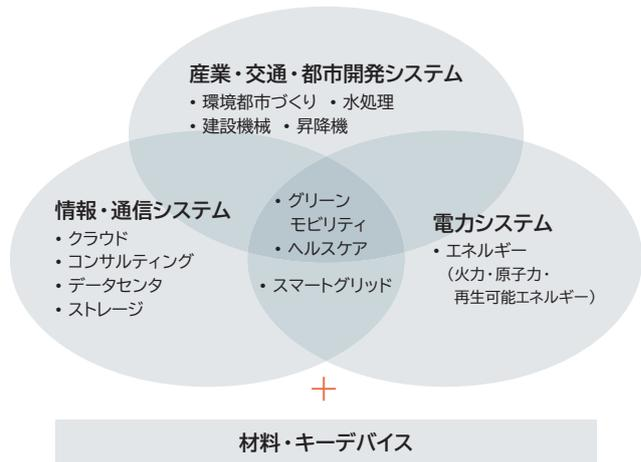 産業・交通・都市開発システム
・環境都市づくり ・水処理
・建設機械 ・昇降機
情報・通信システム
・クラウド
・コンサルティング
・データセンタ
・ストレージ
・グリーン
モビリティ
・ヘルスケア
・スマートグリッド
電力システム
・エネルギー
（火力・原子力・
再生可能エネルギー）
+
材料・キーデバイス